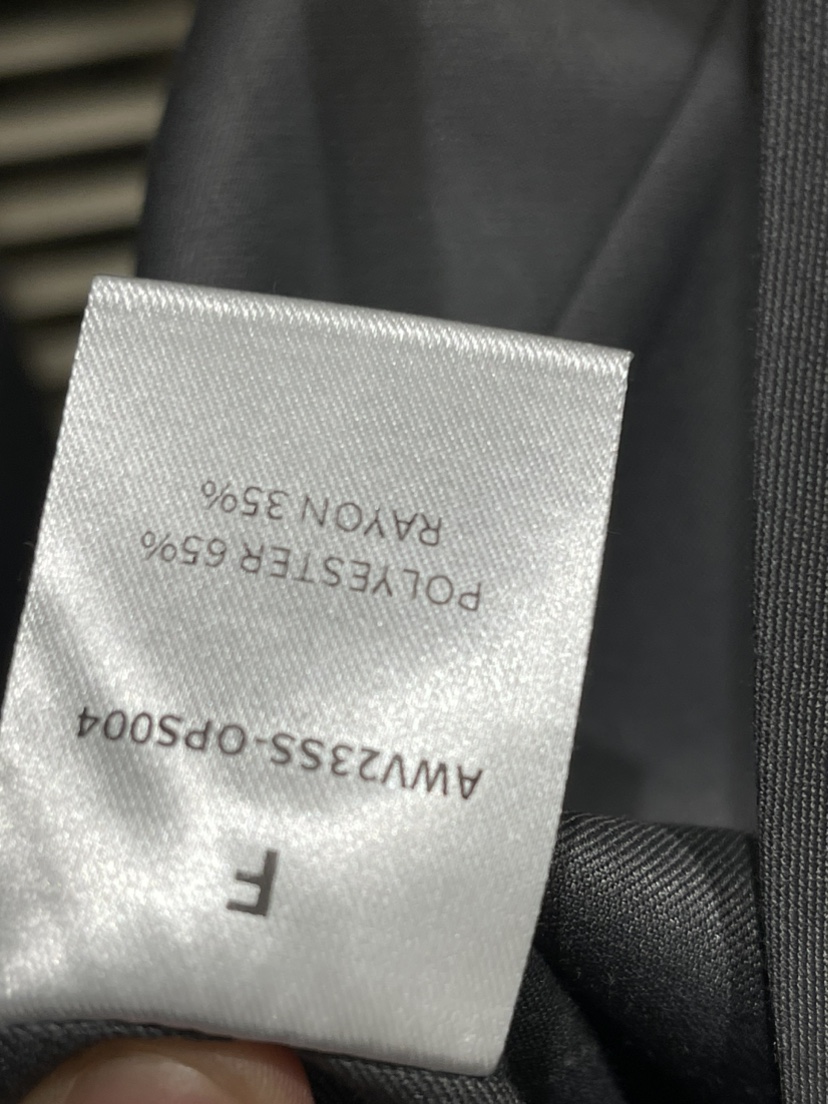 F
AWV23SS-OPS004
POLYESTER 65%
RAYON 35%